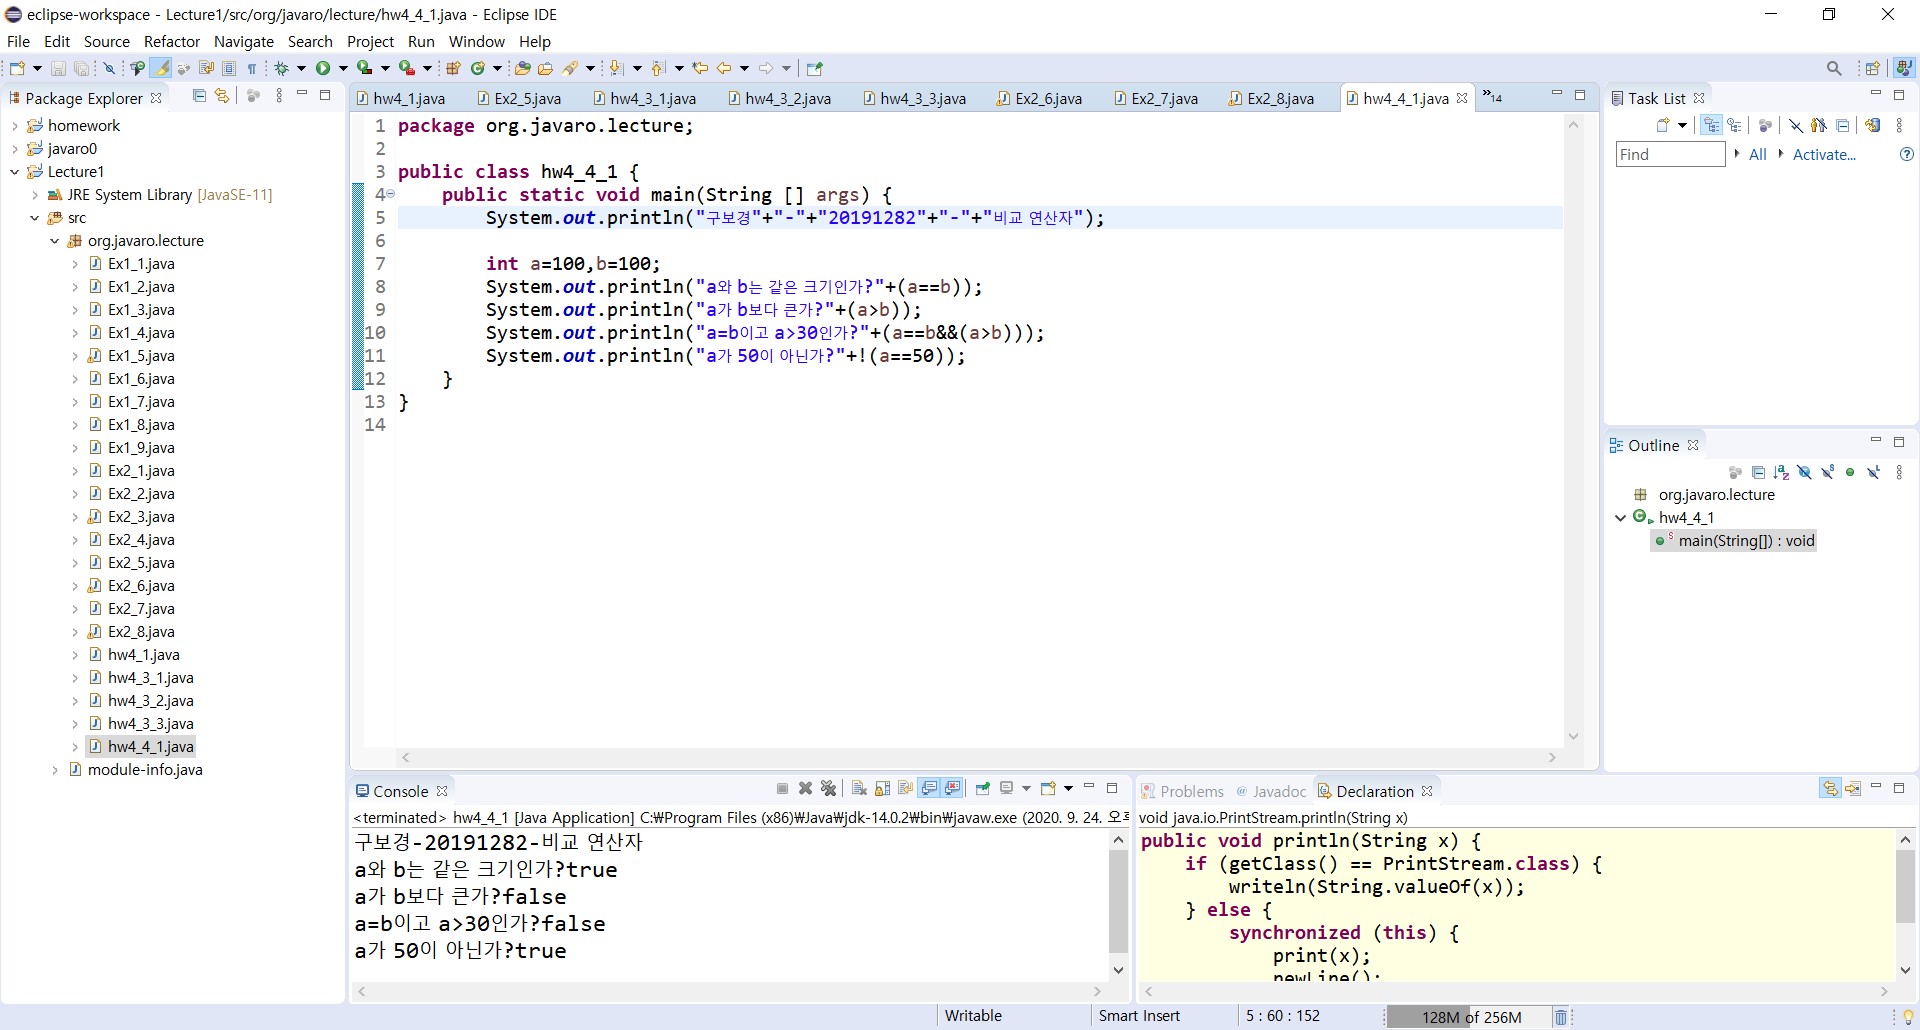 eclipse-workspace - Lecture1/src/org/javaro/lecture/hw4_4_1.java - Eclipse IDE
File Edit Source Refactor Navigate Search Project Run Window Help
Package Explorer
homework
javaro0
Lecture1
JRE System Library [JavaSE-11]
src
org.javaro.lecture
Ex1_1.java
Ex1_2.java
Ex1_3.java
Ex1_4.java
Ex1_5.java
Ex1_6.java
Ex1_7.java
Ex1_8.java
Ex1_9.java
Ex2_1.java
Ex2_2.java
Ex2_3.java
Ex2_4.java
Ex2_5.java
Ex2_6.java
Ex2_7.java
Ex2_8.java
hw4_1.java
hw4_3_1.java
hw4_3_2.java
hw4_3_3.java
hw4_4_1.java
module-info.java
hw4_1.java Ex2_5.java hw4_3_1.java hw4_3_2.java hw4_3_3.java Ex2_6.java Ex2_7.java Ex2_8.java hw4_4_1.java »14
1 package org.javaro.lecture;
2
3 public class hw4_4_1 {
4 public static void main(String [] args) {
5 System.out.println("구보경"+"-"+"20191282"+"-"+"비교 연산자");
6
7 int a=100,b=100;
8 System.out.println("a와 b는 같은 크기인가?"+(a==b));
9 System.out.println("a가 b보다 큰가?"+(a>b));
10 System.out.println("a=b이고 a>30인가?"+(a==b&&(a>b)));
11 System.out.println("a가 50이 아닌가?"+!(a==50));
12 }
13 }
14
Task List
Find All Activate...
Outline
org.javaro.lecture
hw4_4_1
main(String[]) : void
Console
<terminated> hw4_4_1 [Java Application] C:₩Program Files (x86)₩Java₩jdk-14.0.2₩bin₩javaw.exe (2020. 9. 24.
구보경-20191282-비교 연산자
a와 b는 같은 크기인가?true
a가 b보다 큰가?false
a=b이고 a>30인가?false
a가 50이 아닌가?true
Problems @ Javadoc Declaration
void java.io.PrintStream.println(String x)
public void println(String x) {
if (getClass() == PrintStream.class) {
writeln(String.valueOf(x));
} else {
synchronized (this) {
print(x);
newLine();
Writable Smart Insert 5 : 60 : 152 128M of 256M